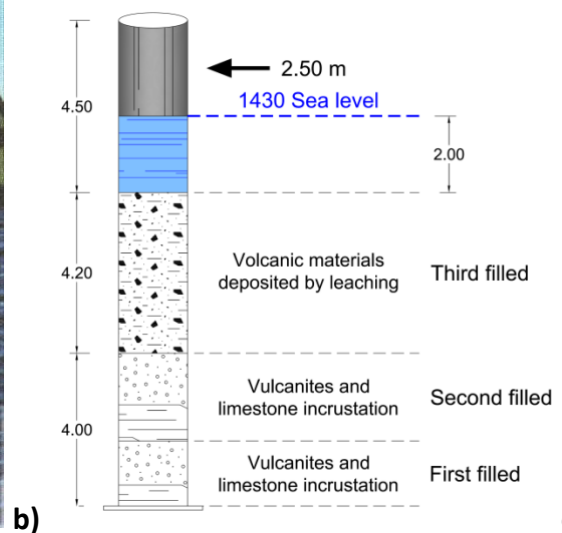 2.50 m
1430 Sea level
4.50
2.00
Volcanic materials
deposited by leaching
Third filled
4.20
Vulcanites and
limestone incrustation
Second filled
4.00
Vulcanites and
limestone incrustation
First filled
b)